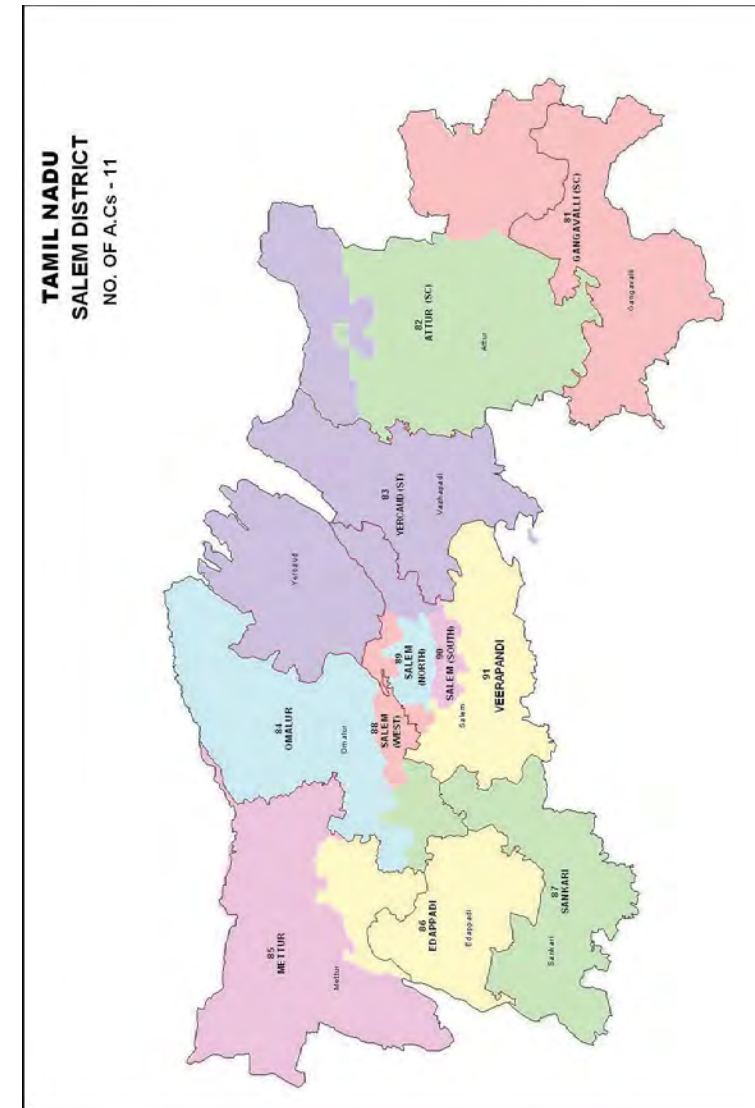 TAMIL NADU
SALEM DISTRICT
NO. OF A.Cs - 11
85
METTUR
Mettur
84
OMALUR
Omalur
Yercaud
86
EDAPPADI
Edappadi
88
SALEM
(WEST)
89
SALEM
(NORTH)
90
SALEM (SOUTH)
83
YERCAUD (ST)
Vazhapadi
82
ATTUR (SC)
Attur
81
GANGAVALLI (SC)
Gangavalli
Salem
91
VEERAPANDI
87
SANKARI
Sankari